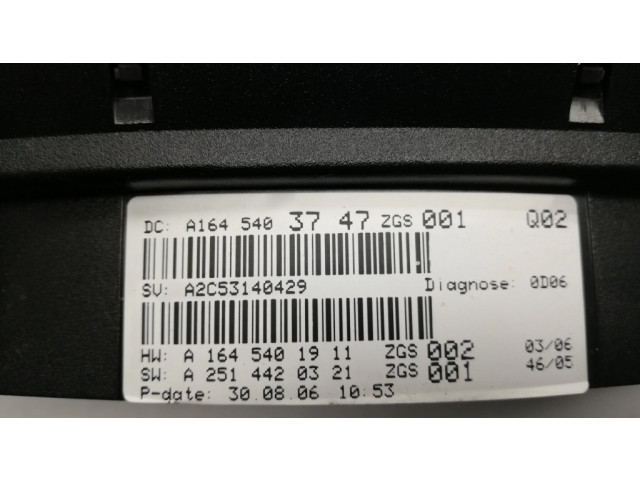 DC: A164 540 37 47 ZGS 001 Q02
SV: A2C53140429 Diagnose: 0D06
HW: A 164 540 19 11 ZGS 002 03/06
SW: A 251 442 03 21 ZGS 001 46/05
P-date: 30.08.06 10:53